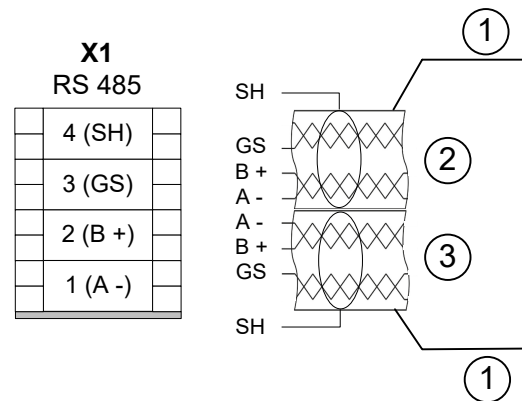 X1
RS 485
4 (SH)
3 (GS)
2 (B +)
1 (A -)
1
SH
GS
B +
A -
2
A -
B +
GS
3
SH
1